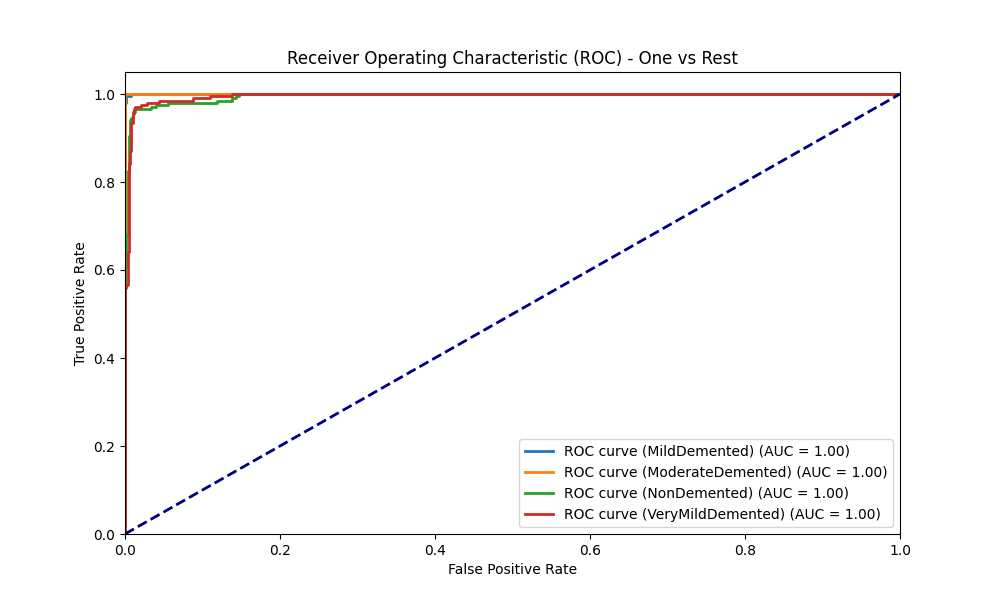 Receiver Operating Characteristic (ROC) - One vs Rest
True Positive Rate
1.0
0.8
0.6
0.4
0.2
0.0
ROC curve (MildDemented) (AUC = 1.00)
ROC curve (ModerateDemented) (AUC = 1.00)
ROC curve (NonDemented) (AUC = 1.00)
ROC curve (VeryMildDemented) (AUC = 1.00)
0.0 0.2 0.4 0.6 0.8 1.0
False Positive Rate